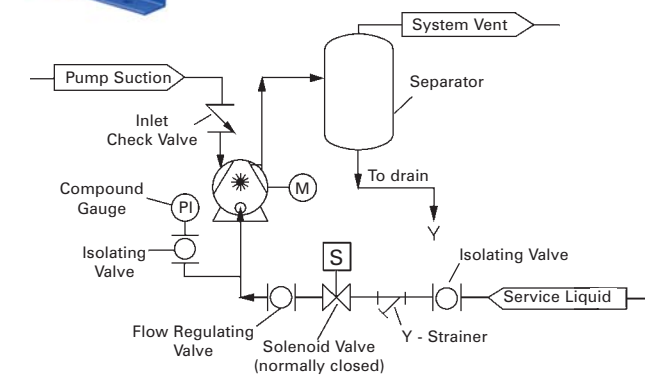 System Vent
Pump Suction
Separator
Inlet
Check Valve
To drain
Compound
Gauge
PI
M
Y
Isolating
Valve
S
Isolating Valve
Service Liquid
Flow Regulating
Valve
Y - Strainer
Solenoid Valve
(normally closed)